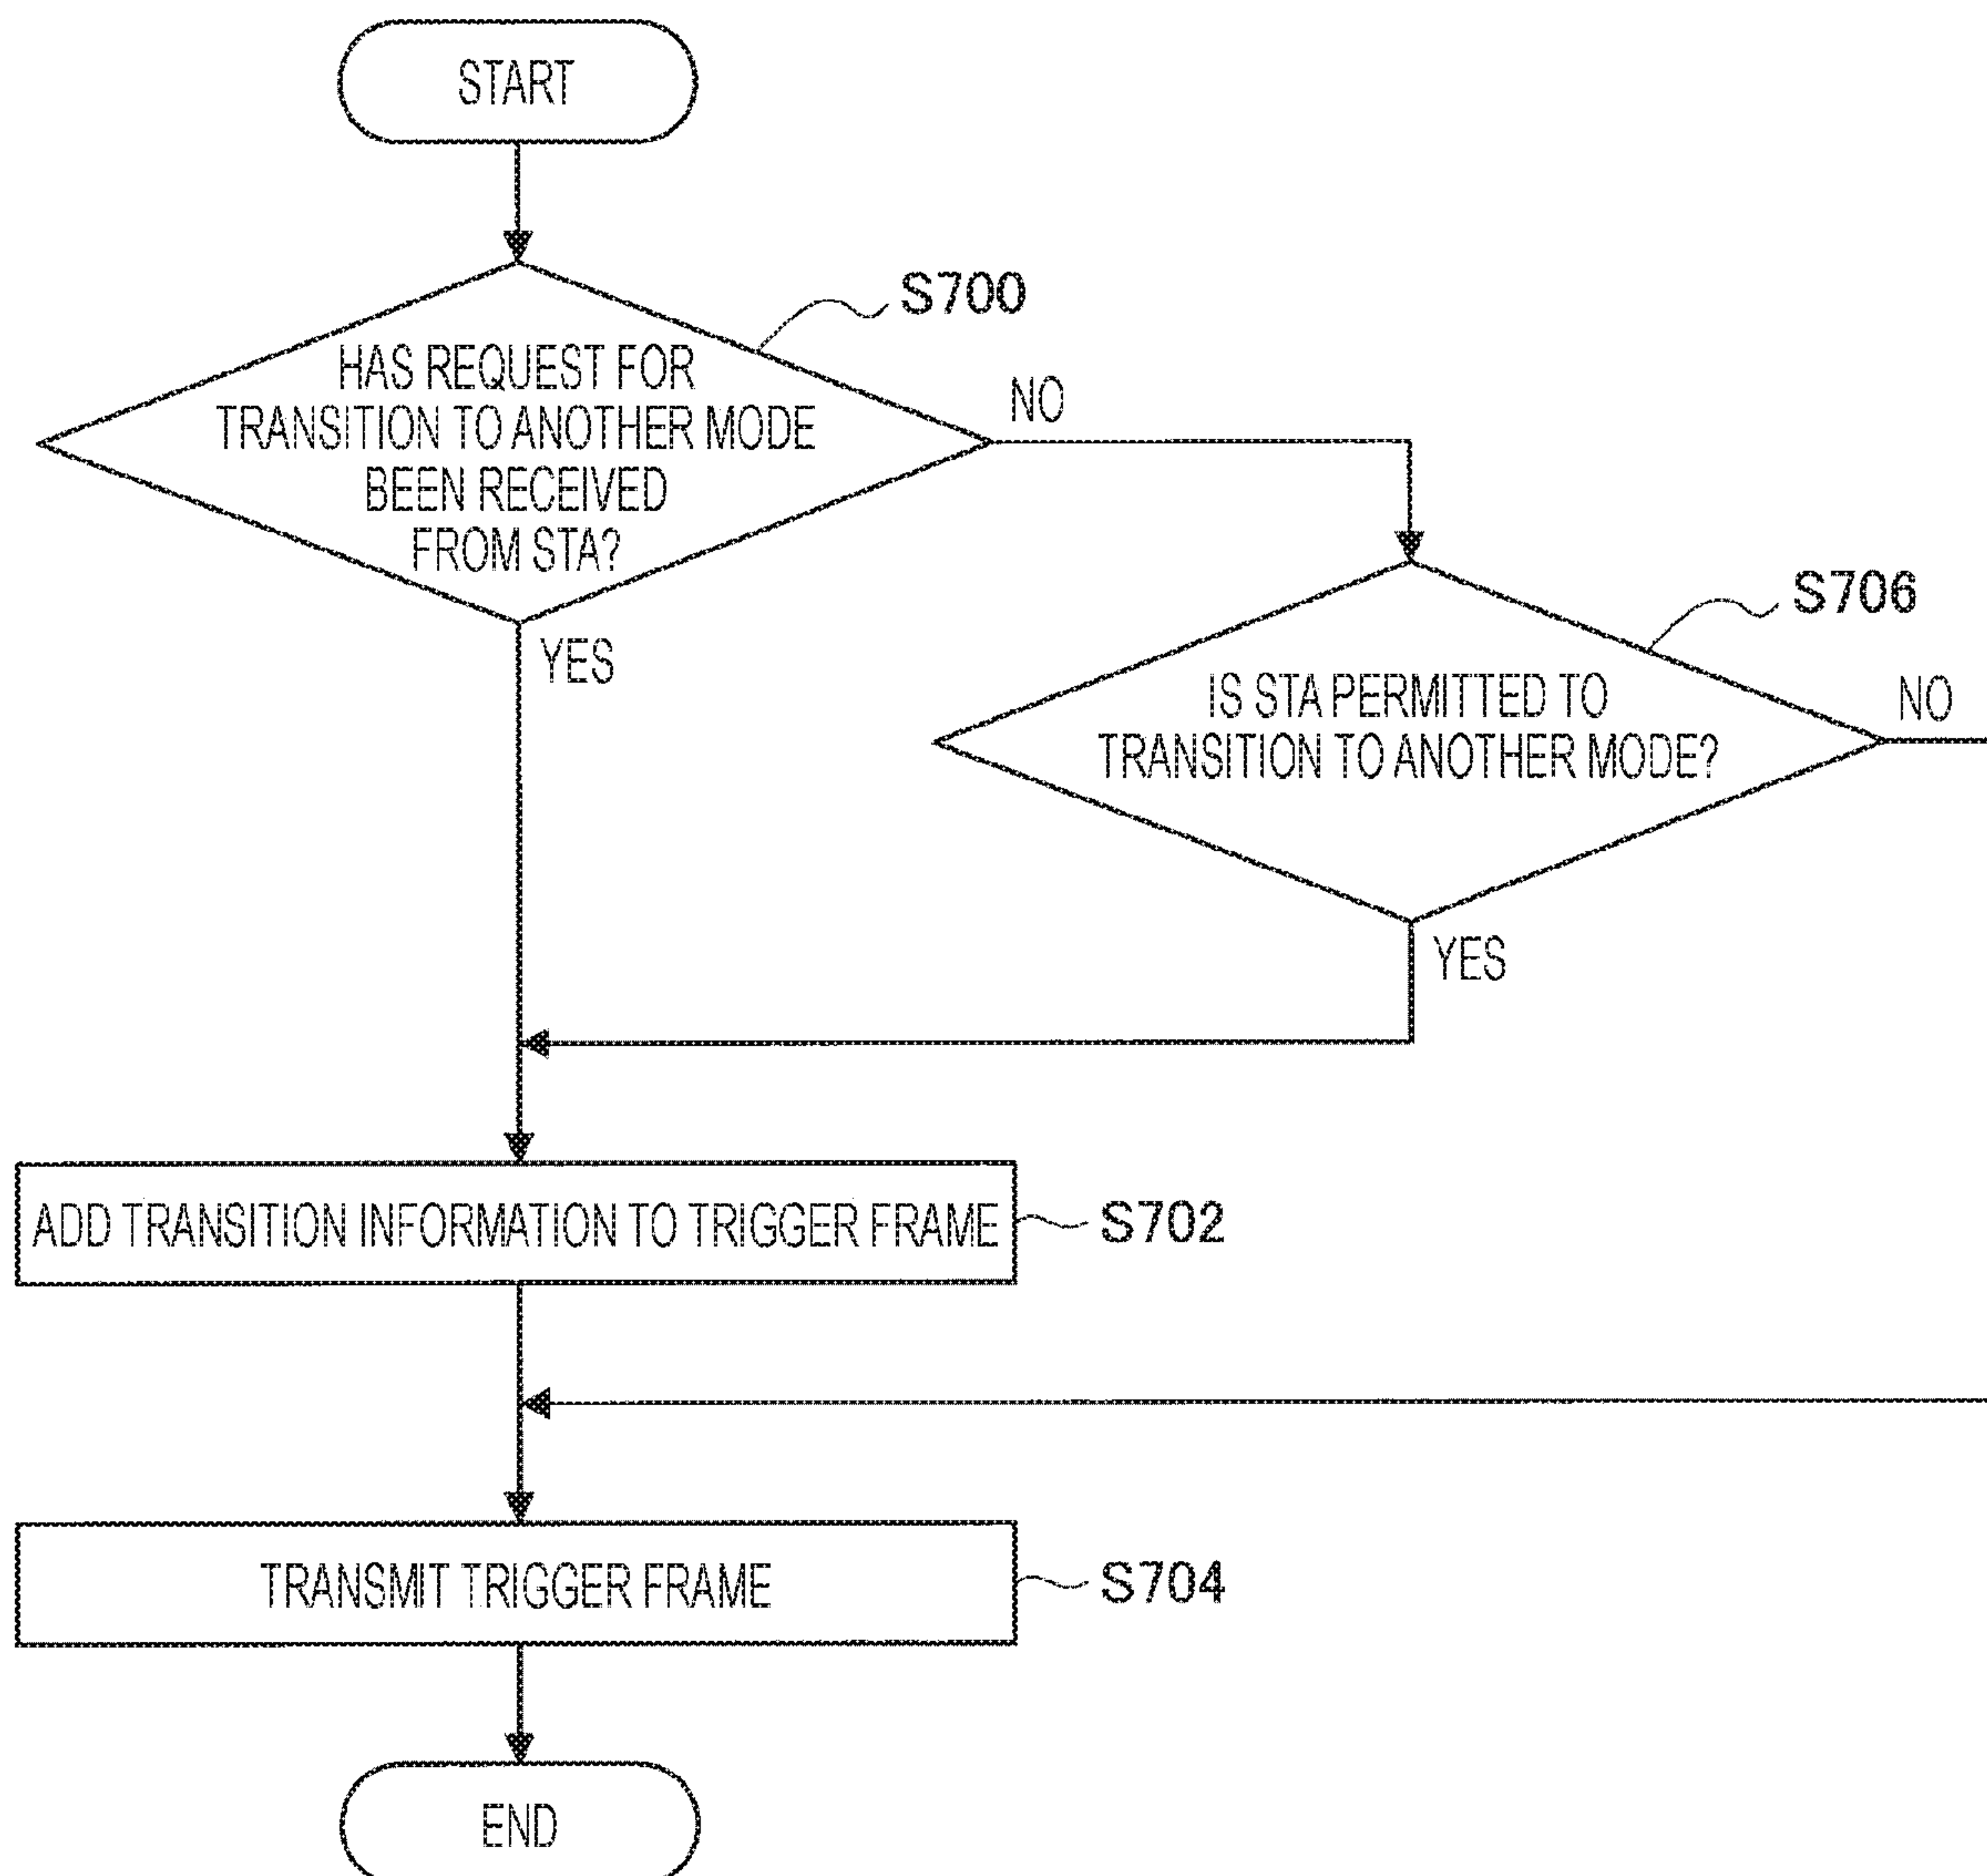 START
S700
HAS REQUEST FOR
TRANSITION TO ANOTHER MODE
BEEN RECEIVED
FROM STA?
NO
YES
S706
IS STA PERMITTED TO
TRANSITION TO ANOTHER MODE?
NO
YES
ADD TRANSITION INFORMATION TO TRIGGER FRAME
S702
TRANSMIT TRIGGER FRAME
S704
END